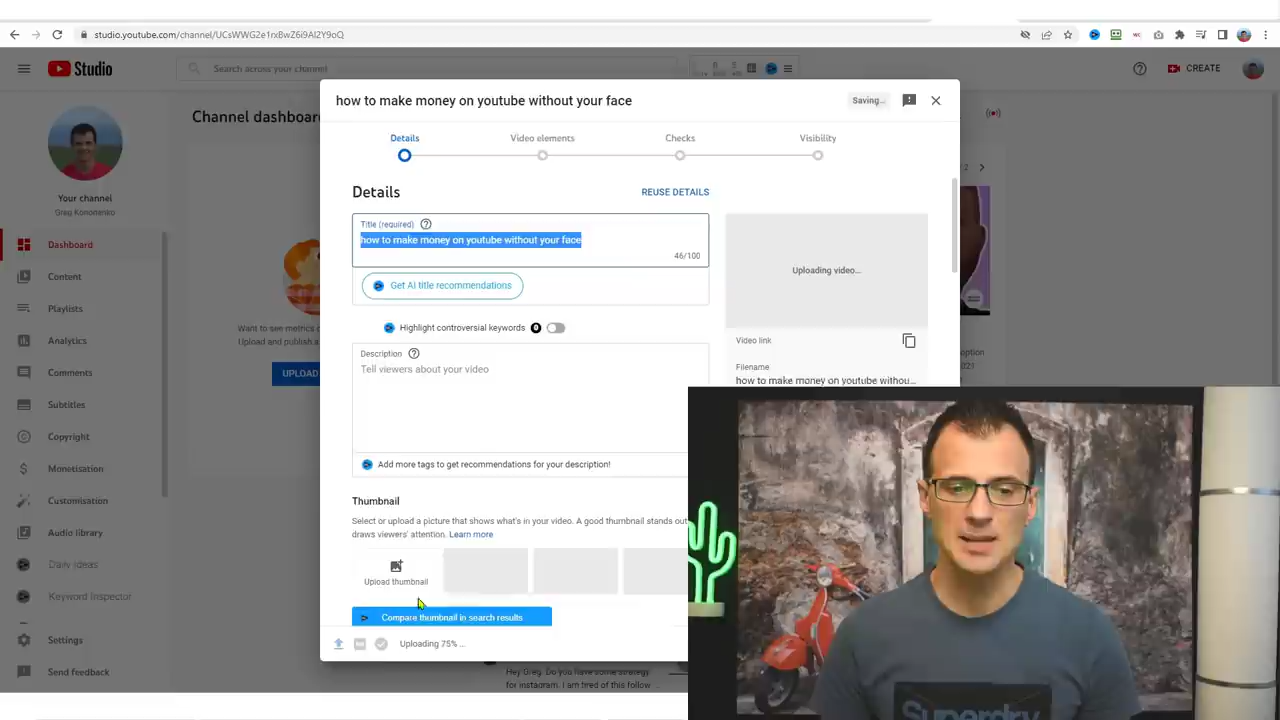 studio.youtube.com/channel/UCsWWG2e1rxBwZ6i9Al2Y9oQ
Studio
Search across your channel
CREATE
Your channel
Greg Kononenko
Dashboard
Content
Playlists
Analytics
Comments
Subtitles
Copyright
Monetisation
Customisation
Audio library
Daily Ideas
Keyword Inspector
Settings
Send feedback
Channel dashboard
Want to see metrics
Upload and publish a
UPLOAD
how to make money on youtube without your face
Saving...
Details
Video elements
Checks
Visibility
Details
REUSE DETAILS
Title (required)
how to make money on youtube without your face
46/100
Get AI title recommendations
Highlight controversial keywords
Description
Tell viewers about your video
Add more tags to get recommendations for your description!
Thumbnail
Select or upload a picture that shows what's in your video. A good thumbnail stands out
draws viewers' attention. Learn more
Upload thumbnail
Compare thumbnail in search results
Uploading 75% ...
Uploading video...
Video link
Filename
how to make money on youtube withou...
option
2021
Hey Greg. Do you have some strategy
for instagram. I am tired of this follow ...
Superdry